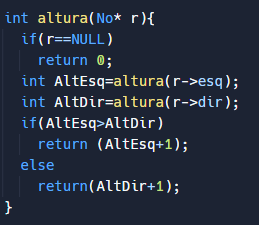 int altura(No* r){
  if(r==NULL)
    return 0;
  int AltEsq=altura(r->esq);
  int AltDir=altura(r->dir);
  if(AltEsq>AltDir)
    return (AltEsq+1);
  else
    return(AltDir+1);
}